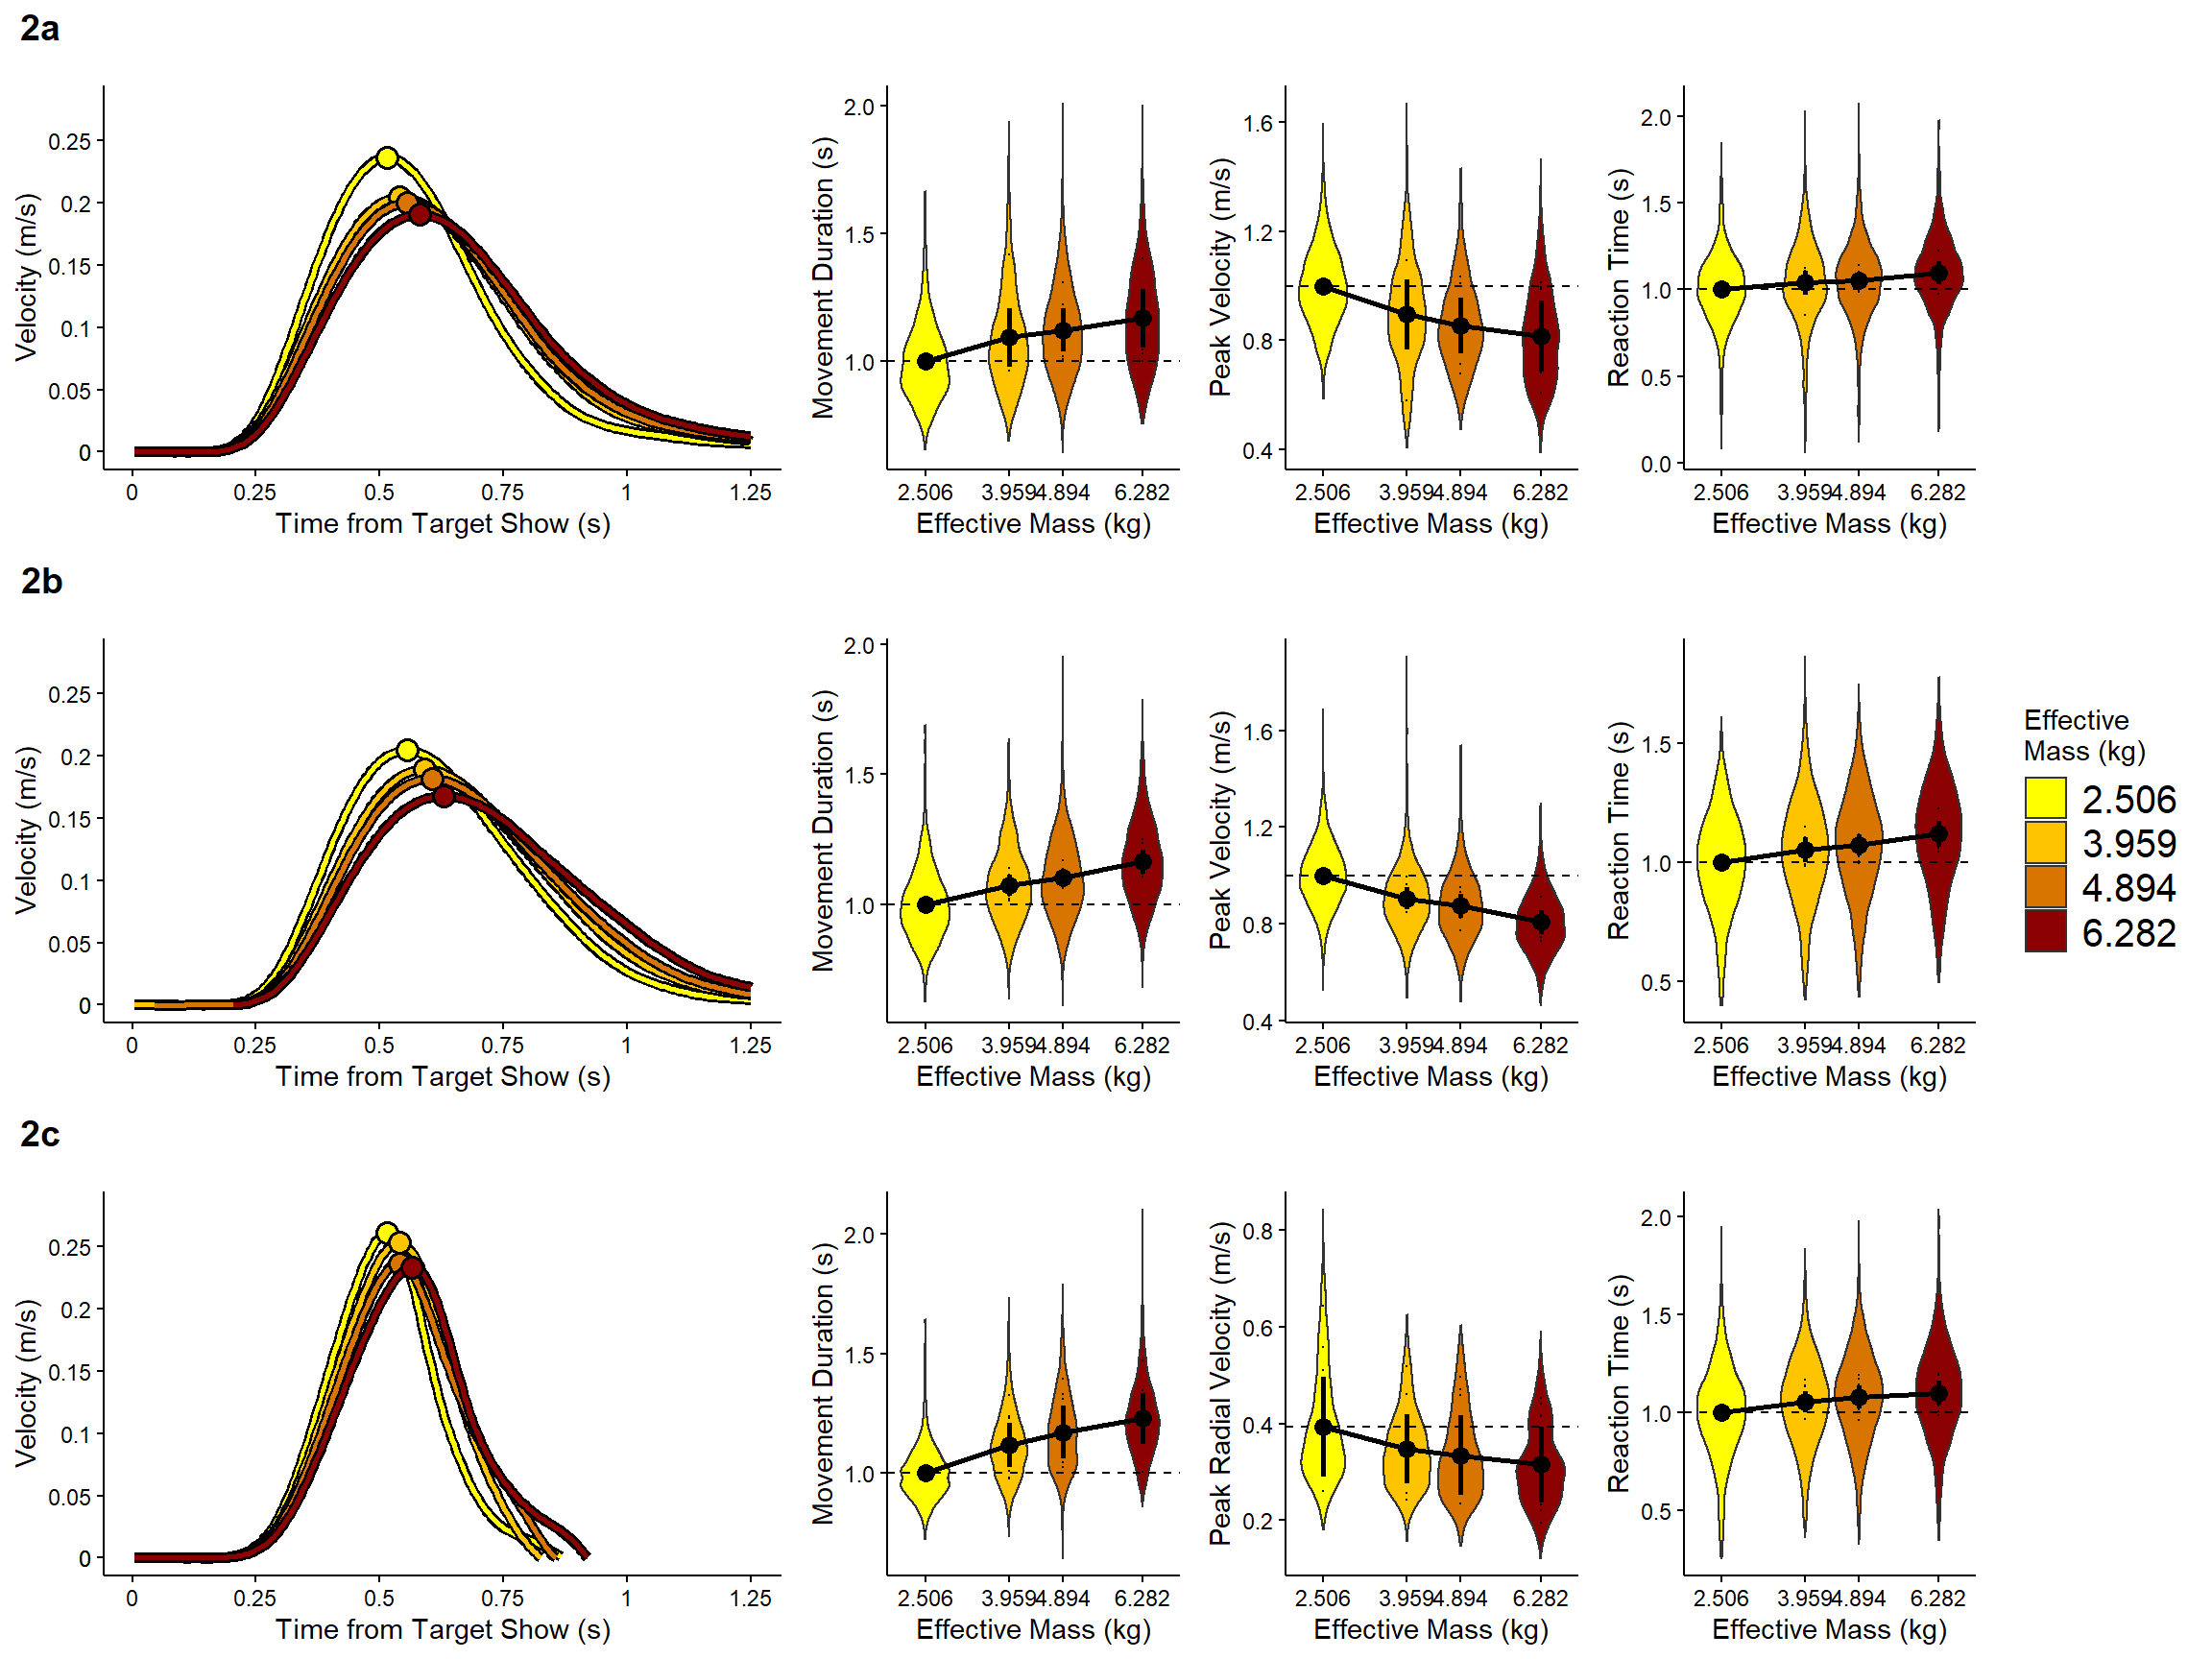 2a
Velocity (m/s)
0.25
0.2
0.15
0.1
0.05
0
0 0.25 0.5 0.75 1 1.25
Time from Target Show (s)
Movement Duration (s)
2.0
1.5
1.0
2.506 3.959 4.894 6.282
Effective Mass (kg)
Peak Velocity (m/s)
1.6
1.2
0.8
0.4
2.506 3.959 4.894 6.282
Effective Mass (kg)
Reaction Time (s)
2.0
1.5
1.0
0.5
0.0
2.506 3.959 4.894 6.282
Effective Mass (kg)
2b
Velocity (m/s)
0.25
0.2
0.15
0.1
0.05
0
0 0.25 0.5 0.75 1 1.25
Time from Target Show (s)
Movement Duration (s)
2.0
1.5
1.0
2.506 3.959 4.894 6.282
Effective Mass (kg)
Peak Velocity (m/s)
1.6
1.2
0.8
0.4
2.506 3.959 4.894 6.282
Effective Mass (kg)
Reaction Time (s)
1.5
1.0
0.5
2.506 3.959 4.894 6.282
Effective Mass (kg)
Effective
Mass (kg)
2.506
3.959
4.894
6.282
2c
Velocity (m/s)
0.25
0.2
0.15
0.1
0.05
0
0 0.25 0.5 0.75 1 1.25
Time from Target Show (s)
Movement Duration (s)
2.0
1.5
1.0
2.506 3.959 4.894 6.282
Effective Mass (kg)
Peak Radial Velocity (m/s)
0.8
0.6
0.4
0.2
2.506 3.959 4.894 6.282
Effective Mass (kg)
Reaction Time (s)
2.0
1.5
1.0
0.5
2.506 3.959 4.894 6.282
Effective Mass (kg)